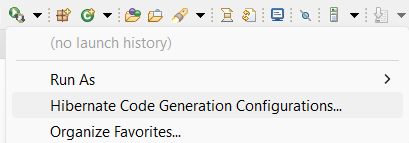 (no launch history)
Run As
Hibernate Code Generation Configurations...
Organize Favorites...